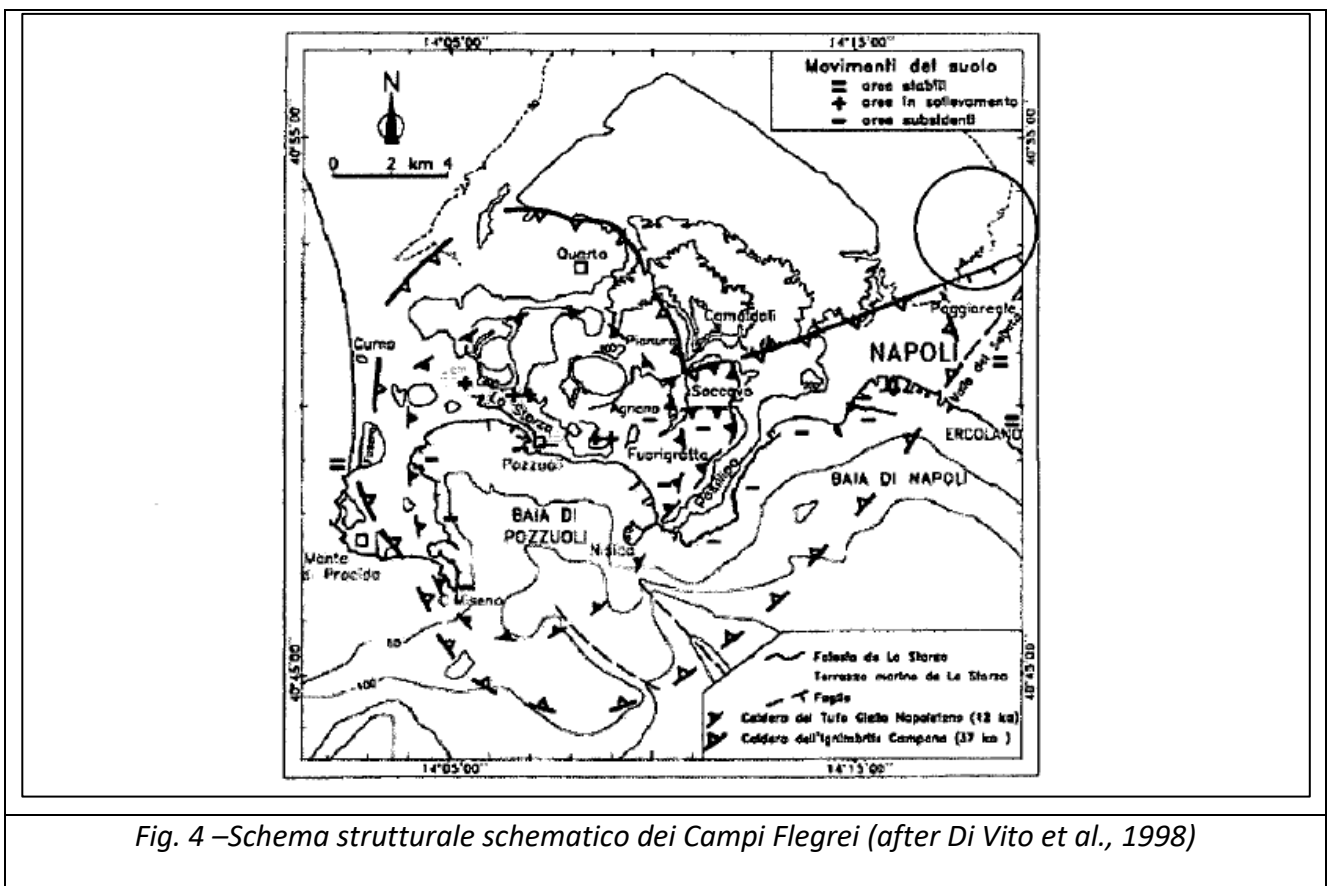 14°05'00"
14°15'00"
Movimenti del suolo
aree stabili
aree in sollevamento
aree subsidenti
N
0 2 km 4
40°55'00"
40°55'00"
Quarto
Camaldoli
Poggioreale
Pianura
NAPOLI
Cuma
Soccavo
Agnano
La Starza
ERCOLANO
Fuorigrotta
Pozzuoli
Posillipo
BAIA DI NAPOLI
BAIA DI
POZZUOLI
Nisida
Monte
di Procida
C. Miseno
50
100
40°45'00"
40°45'00"
Falesia de La Starza
Terrazzo marino de La Starza
Faglie
Caldera del Tufo Giallo Napoletano (12 ka)
Caldera dell'Ignimbrite Campana (37 ka)
14°05'00"
14°15'00"
Fig. 4 –Schema strutturale schematico dei Campi Flegrei (after Di Vito et al., 1998)